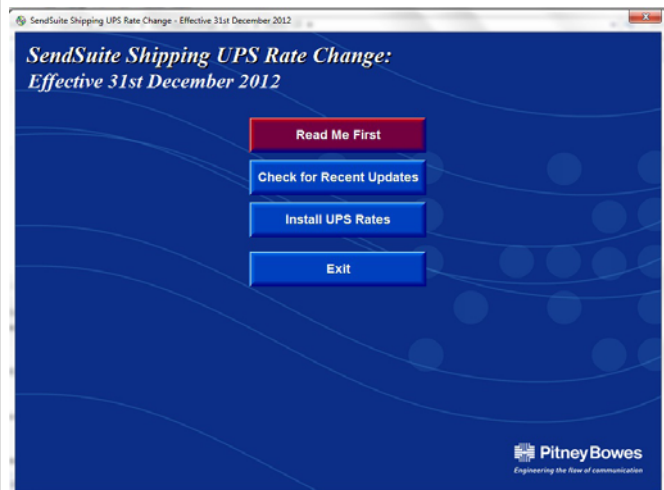 SendSuite Shipping UPS Rate Change - Effective 31st December 2012
SendSuite Shipping UPS Rate Change:
Effective 31st December 2012
Read Me First
Check for Recent Updates
Install UPS Rates
Exit
Pitney Bowes
Engineering the flow of communication